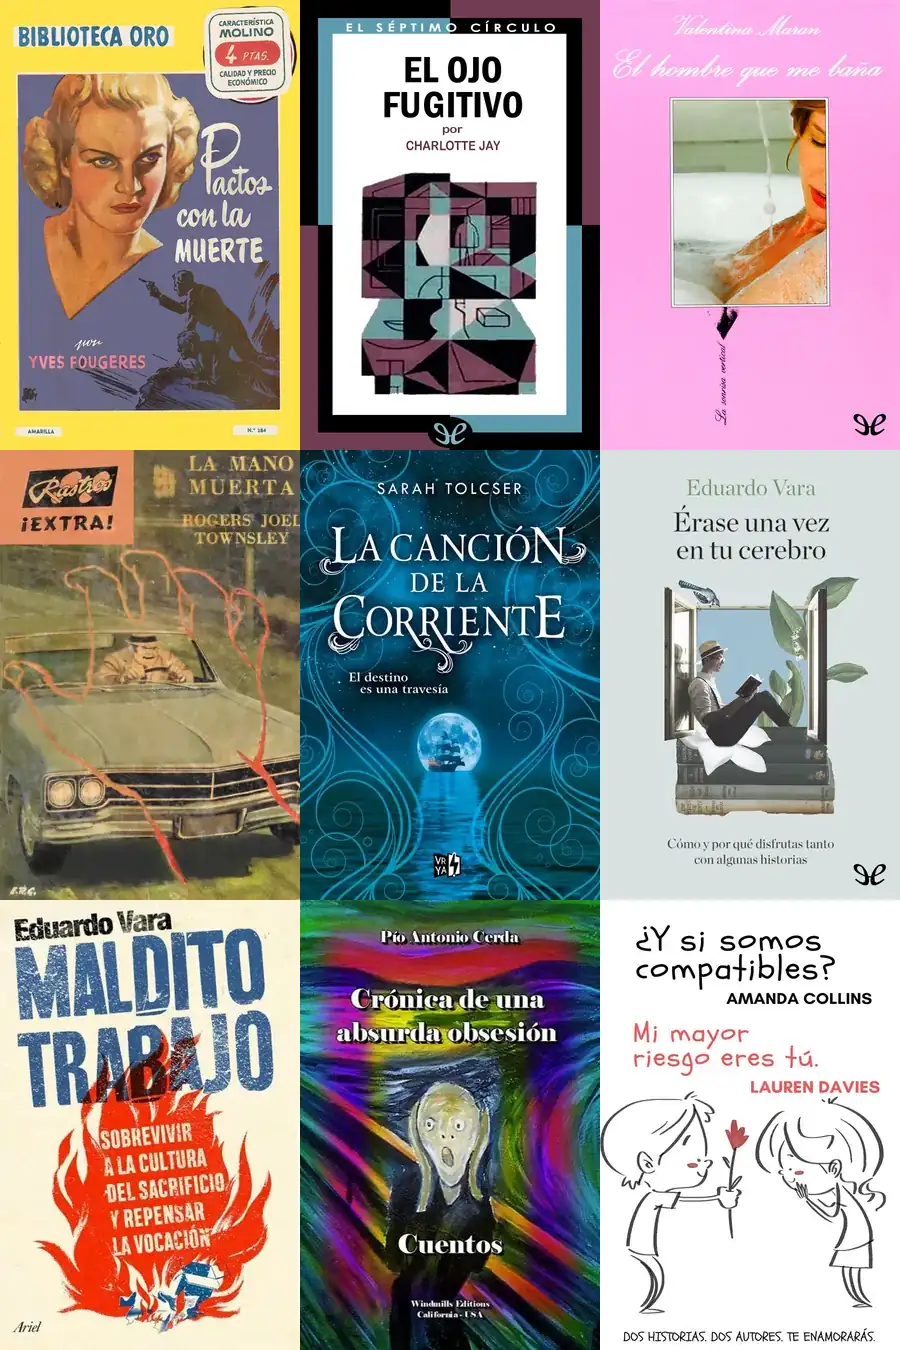 BIBLIOTECA ORO
CARACTERÍSTICA
MOLINO
4 PTAS.
CALIDAD Y PRECIO
ECONÓMICO
Pactos
con la
MUERTE
por
YVES FOUGERES
AMARILLA
N.º 284
EL SÉPTIMO CÍRCULO
EL OJO
FUGITIVO
por
CHARLOTTE JAY
Valentina Maran
El hombre que me baña
La sonrisa vertical
Rastros
¡EXTRA!
LA MANO
MUERTA
ROGERS JOEL
TOWNSLEY
E.R.G.
SARAH TOLCSER
LA CANCIÓN
DE LA
CORRIENTE
El destino
es una travesía
VR
YA
Eduardo Vara
Érase una vez
en tu cerebro
Cómo y por qué disfrutas tanto
con algunas historias
Eduardo Vara
MALDITO
TRABAJO
SOBREVIVIR
A LA CULTURA
DEL SACRIFICIO
Y REPENSAR
LA VOCACIÓN
Ariel
Pío Antonio Cerda
Crónica de una
absurda obsesión
Cuentos
Windmills Editions
California - USA
¿Y si somos
compatibles?
AMANDA COLLINS
Mi mayor
riesgo eres tú.
LAUREN DAVIES
DOS HISTORIAS. DOS AUTORES. TE ENAMORARÁS.